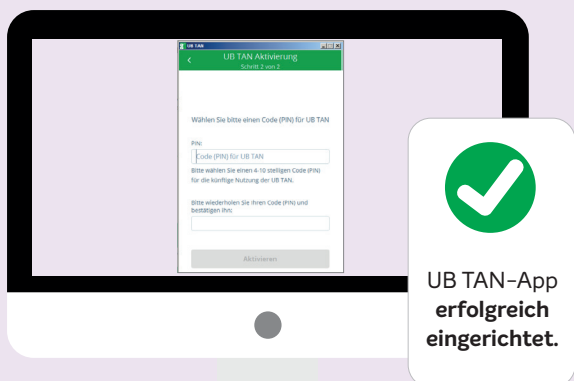 UB TAN
UB TAN Aktivierung
Schritt 2 von 2
Wählen Sie bitte einen Code (PIN) für UB TAN
PIN:
Code (PIN) für UB TAN
Bitte wählen Sie einen 4-10 stelligen Code (PIN)
für die künftige Nutzung der UB TAN.
Bitte wiederholen Sie Ihren Code (PIN) und
bestätigen ihn:
Aktivieren
UB TAN-App
erfolgreich
eingerichtet.